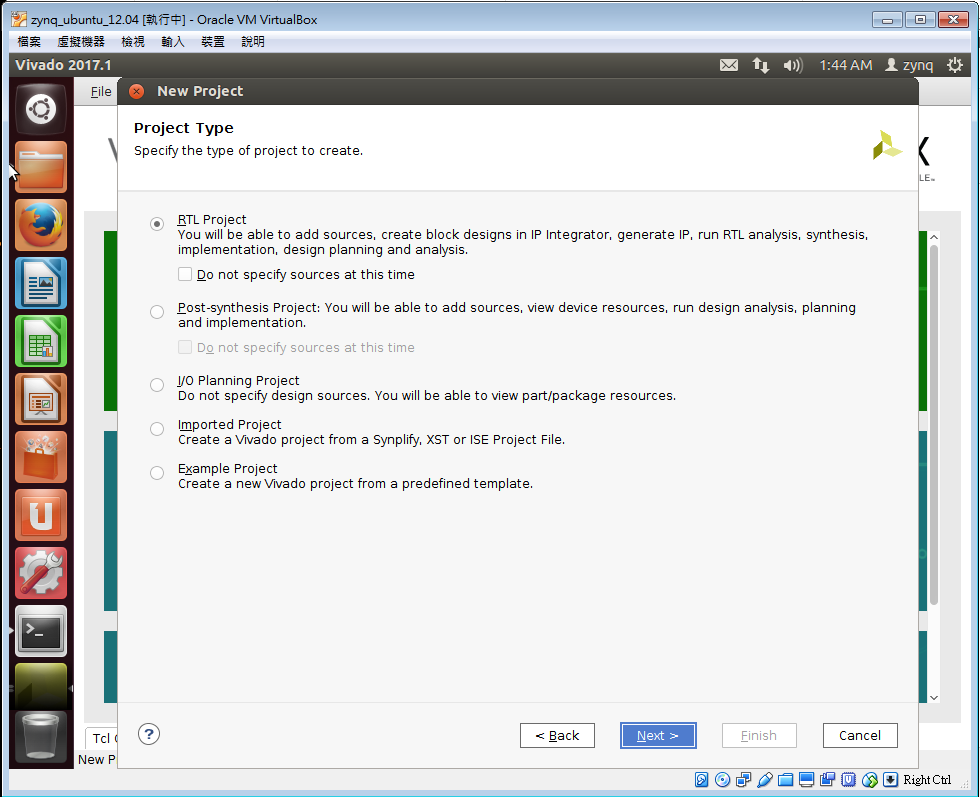 zynq_ubuntu_12.04 [執行中] - Oracle VM VirtualBox
檔案 虛擬機器 檢視 輸入 裝置 說明
Vivado 2017.1 1:44 AM zynq
File
New Project
Project Type
Specify the type of project to create.
LE™
RTL Project
You will be able to add sources, create block designs in IP Integrator, generate IP, run RTL analysis, synthesis,
implementation, design planning and analysis.
Do not specify sources at this time
Post-synthesis Project: You will be able to add sources, view device resources, run design analysis, planning
and implementation.
Do not specify sources at this time
I/O Planning Project
Do not specify design sources. You will be able to view part/package resources.
Imported Project
Create a Vivado project from a Synplify, XST or ISE Project File.
Example Project
Create a new Vivado project from a predefined template.
? < Back Next > Finish Cancel
Tcl
New P
Right Ctrl